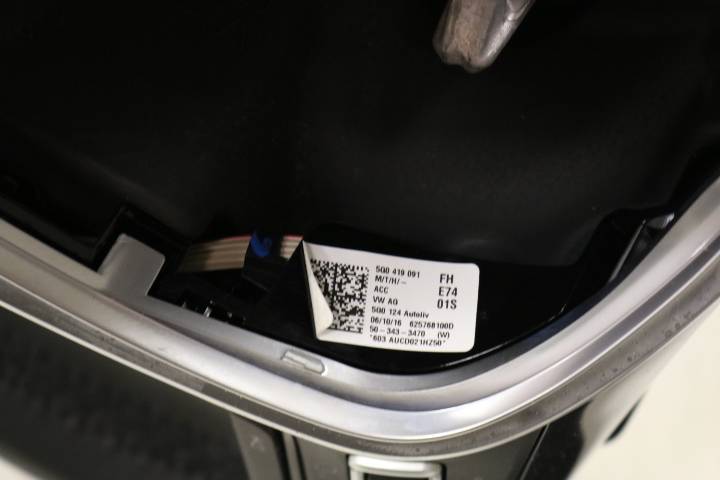 5Q0 419 091 FH
M/T/H/- E74
ACC 01S
VW AG
5Q0 124 Autoliv
06/10/16 625768100D
50-343-3470 (W)
*603 AUCD021HZ50*